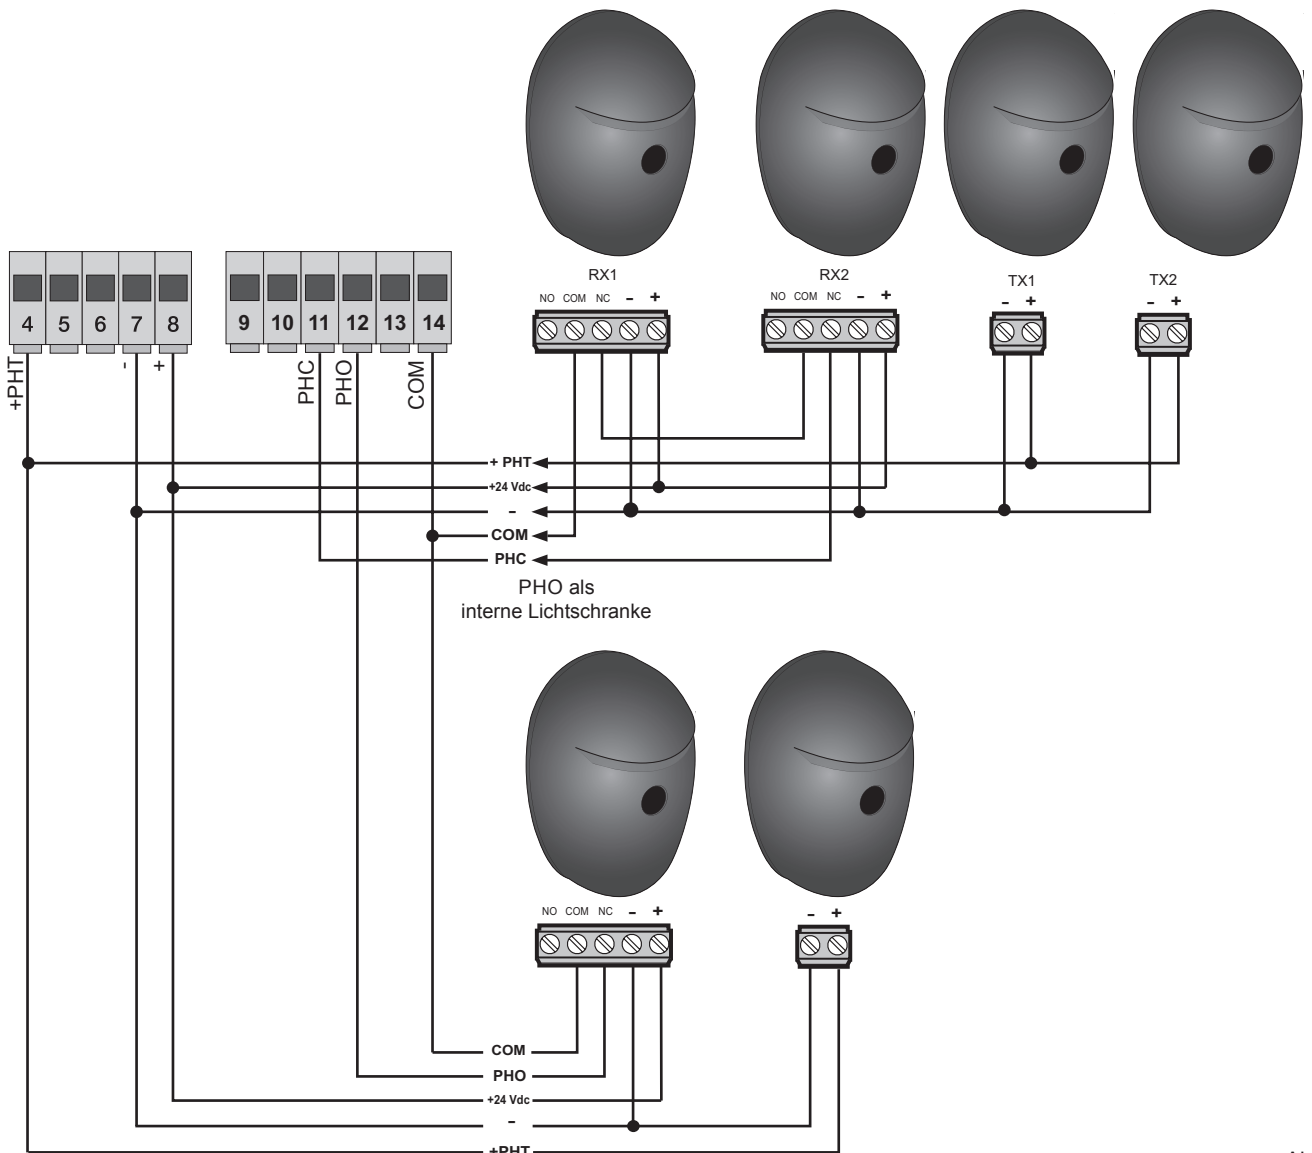 RX1
RX2
TX1
TX2
NO COM NC - +
NO COM NC - +
- +
- +
4 5 6 7 8
9 10 11 12 13 14
+PHT
-
+
PHC
PHO
COM
+ PHT
+24 Vdc
-
COM
PHC
PHO als
interne Lichtschranke
NO COM NC - +
- +
COM
PHO
+24 Vdc
-
+PHT